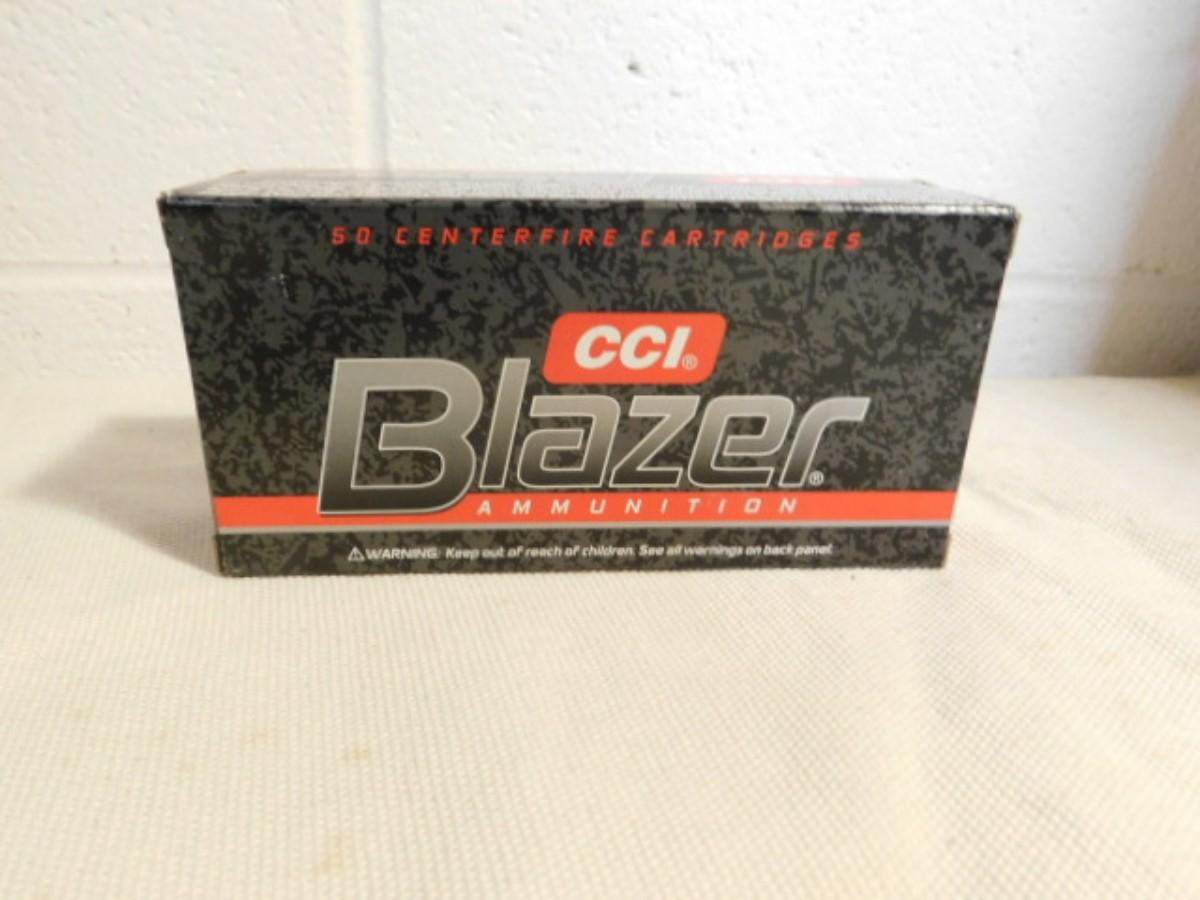 50 CENTERFIRE CARTRIDGES
CCI®
Blazer®
AMMUNITION
⚠WARNING: Keep out of reach of children. See all warnings on back panel.